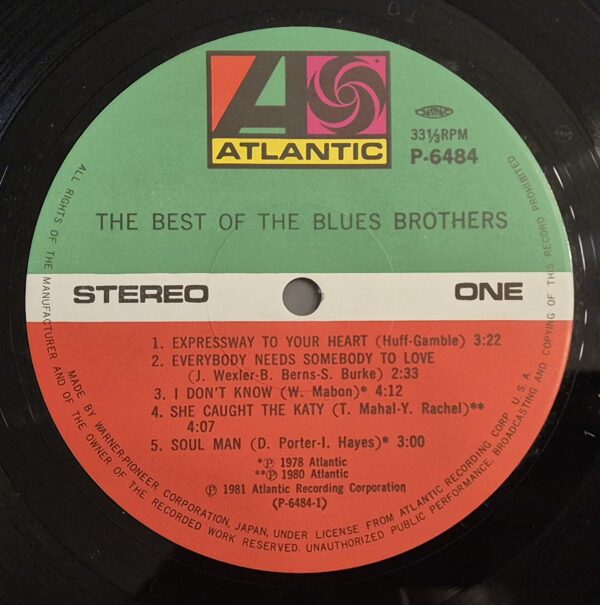 ATLANTIC
JASRAC
33⅓RPM
P-6484
THE BEST OF THE BLUES BROTHERS
STEREO
ONE
1. EXPRESSWAY TO YOUR HEART (Huff-Gamble) 3:22
2. EVERYBODY NEEDS SOMEBODY TO LOVE
(J. Wexler-B. Berns-S. Burke) 2:33
3. I DON'T KNOW (W. Mabon)* 4:12
4. SHE CAUGHT THE KATY (T. Mahal-Y. Rachel)**
4:07
5. SOUL MAN (D. Porter-I. Hayes)* 3:00
*℗ 1978 Atlantic
**℗ 1980 Atlantic
℗ 1981 Atlantic Recording Corporation
(P-6484-1)
MADE BY WARNER-PIONEER CORPORATION, JAPAN, UNDER LICENSE FROM ATLANTIC RECORDING CORP. U.S.A.
ALL RIGHTS OF THE MANUFACTURER AND OF THE OWNER OF THE RECORDED WORK RESERVED. UNAUTHORIZED PUBLIC PERFORMANCE, BROADCASTING AND COPYING OF THIS RECORD PROHIBITED